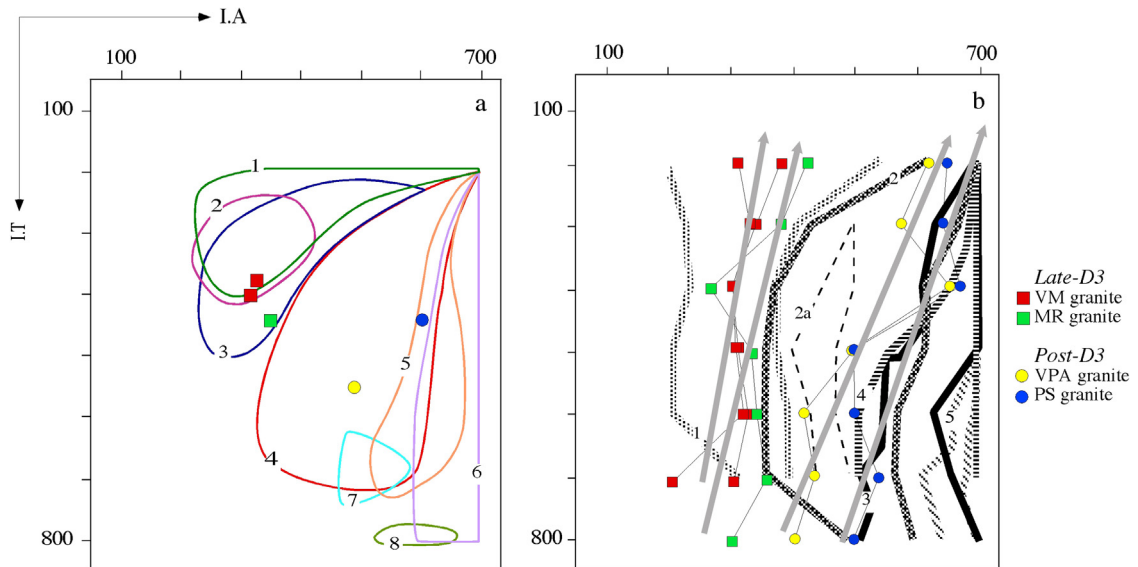 I.A
I.T
100 700
100
800
a
1
2
3
4
5
6
7
8
100 700
100
800
b
1
2
2a
3
4
5
Late-D3
VM granite
MR granite
Post-D3
VPA granite
PS granite